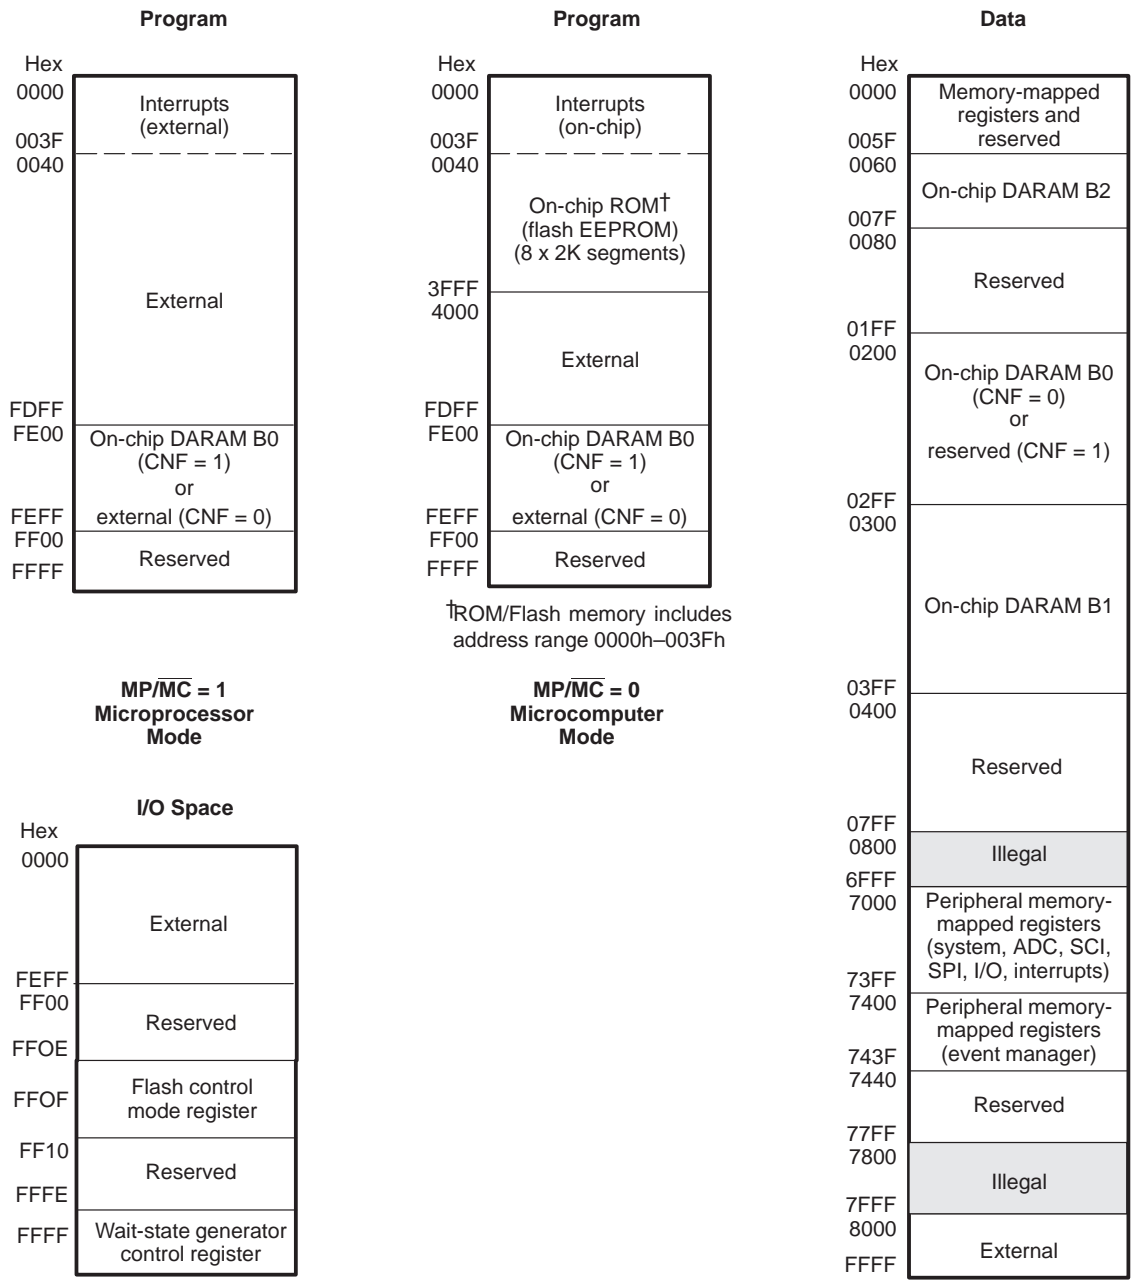 Program
Hex
0000
Interrupts
(external)
003F
0040
External
FDFF
FE00
On-chip DARAM B0
(CNF = 1)
or
external (CNF = 0)
FEFF
FF00
Reserved
FFFF
MP/M̅C̅ = 1
Microprocessor
Mode
Program
Hex
0000
Interrupts
(on-chip)
003F
0040
On-chip ROM†
(flash EEPROM)
(8 x 2K segments)
3FFF
4000
External
FDFF
FE00
On-chip DARAM B0
(CNF = 1)
or
external (CNF = 0)
FEFF
FF00
Reserved
FFFF
†ROM/Flash memory includes
address range 0000h–003Fh
MP/M̅C̅ = 0
Microcomputer
Mode
I/O Space
Hex
0000
External
FEFF
FF00
Reserved
FFOE
Flash control
mode register
FFOF
FF10
Reserved
FFFE
Wait-state generator
control register
FFFF
Data
Hex
0000
Memory-mapped
registers and
reserved
005F
0060
On-chip DARAM B2
007F
0080
Reserved
01FF
0200
On-chip DARAM B0
(CNF = 0)
or
reserved (CNF = 1)
02FF
0300
On-chip DARAM B1
03FF
0400
Reserved
07FF
0800
Illegal
6FFF
7000
Peripheral memory-
mapped registers
(system, ADC, SCI,
SPI, I/O, interrupts)
73FF
7400
Peripheral memory-
mapped registers
(event manager)
743F
7440
Reserved
77FF
7800
Illegal
7FFF
8000
External
FFFF